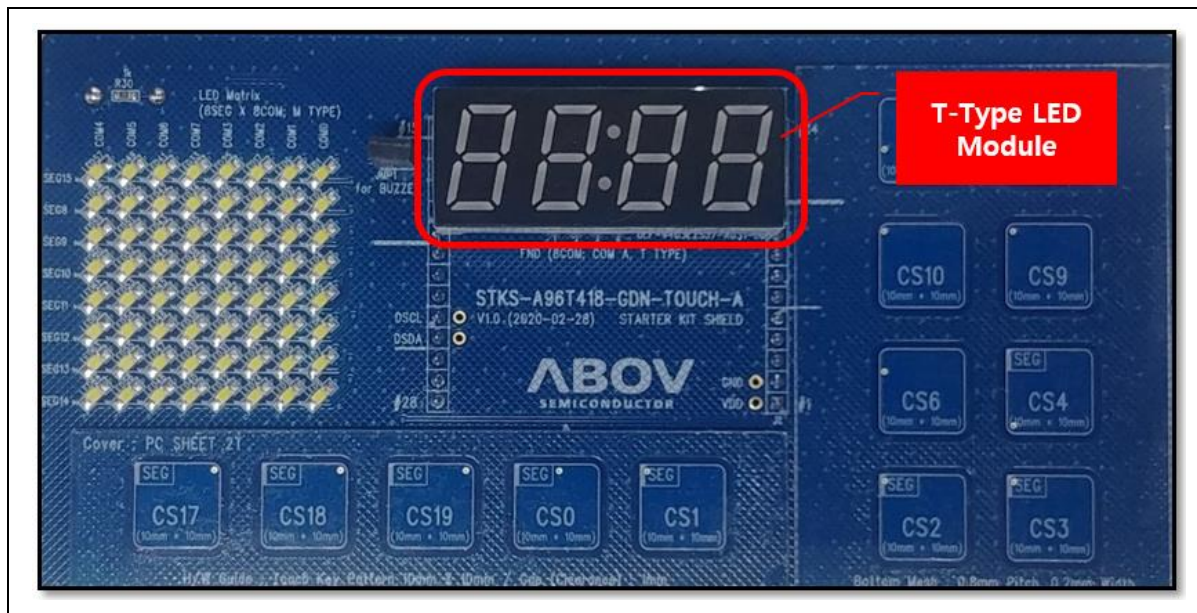 R30
LED Matrix
(8SEG X 8COM; M TYPE)
COM4
COM5
COM6
COM7
COM3
COM2
COM1
COM0
SEG15
SEG8
SEG9
SEG10
SEG11
SEG12
SEG13
SEG14
for BUZZE
T-Type LED
Module
FND (8COM; COM A, T TYPE)
STKS-A96T418-GDN-TOUCH-A
V1.0.(2020-02-28) STARTER KIT SHIELD
OSCL
DSDA
ABOV
SEMICONDUCTOR
GND
VDD
#28
#1
CS10
(10mm * 10mm)
CS9
(10mm * 10mm)
CS6
(10mm * 10mm)
SEG
CS4
(10mm * 10mm)
SEG
CS2
(10mm * 10mm)
SEG
CS3
(10mm * 10mm)
Cover : PC SHEET 2T
SEG
CS17
(10mm * 10mm)
SEG
CS18
(10mm * 10mm)
SEG
CS19
(10mm * 10mm)
SEG
CS0
(10mm * 10mm)
SEG
CS1
(10mm * 10mm)
H/W Guide : Touch Key Pattern 10mm X 10mm / Gap (Clearance) 1mm
Bottom Mesh : 0.8mm Pitch 0.2mm Width